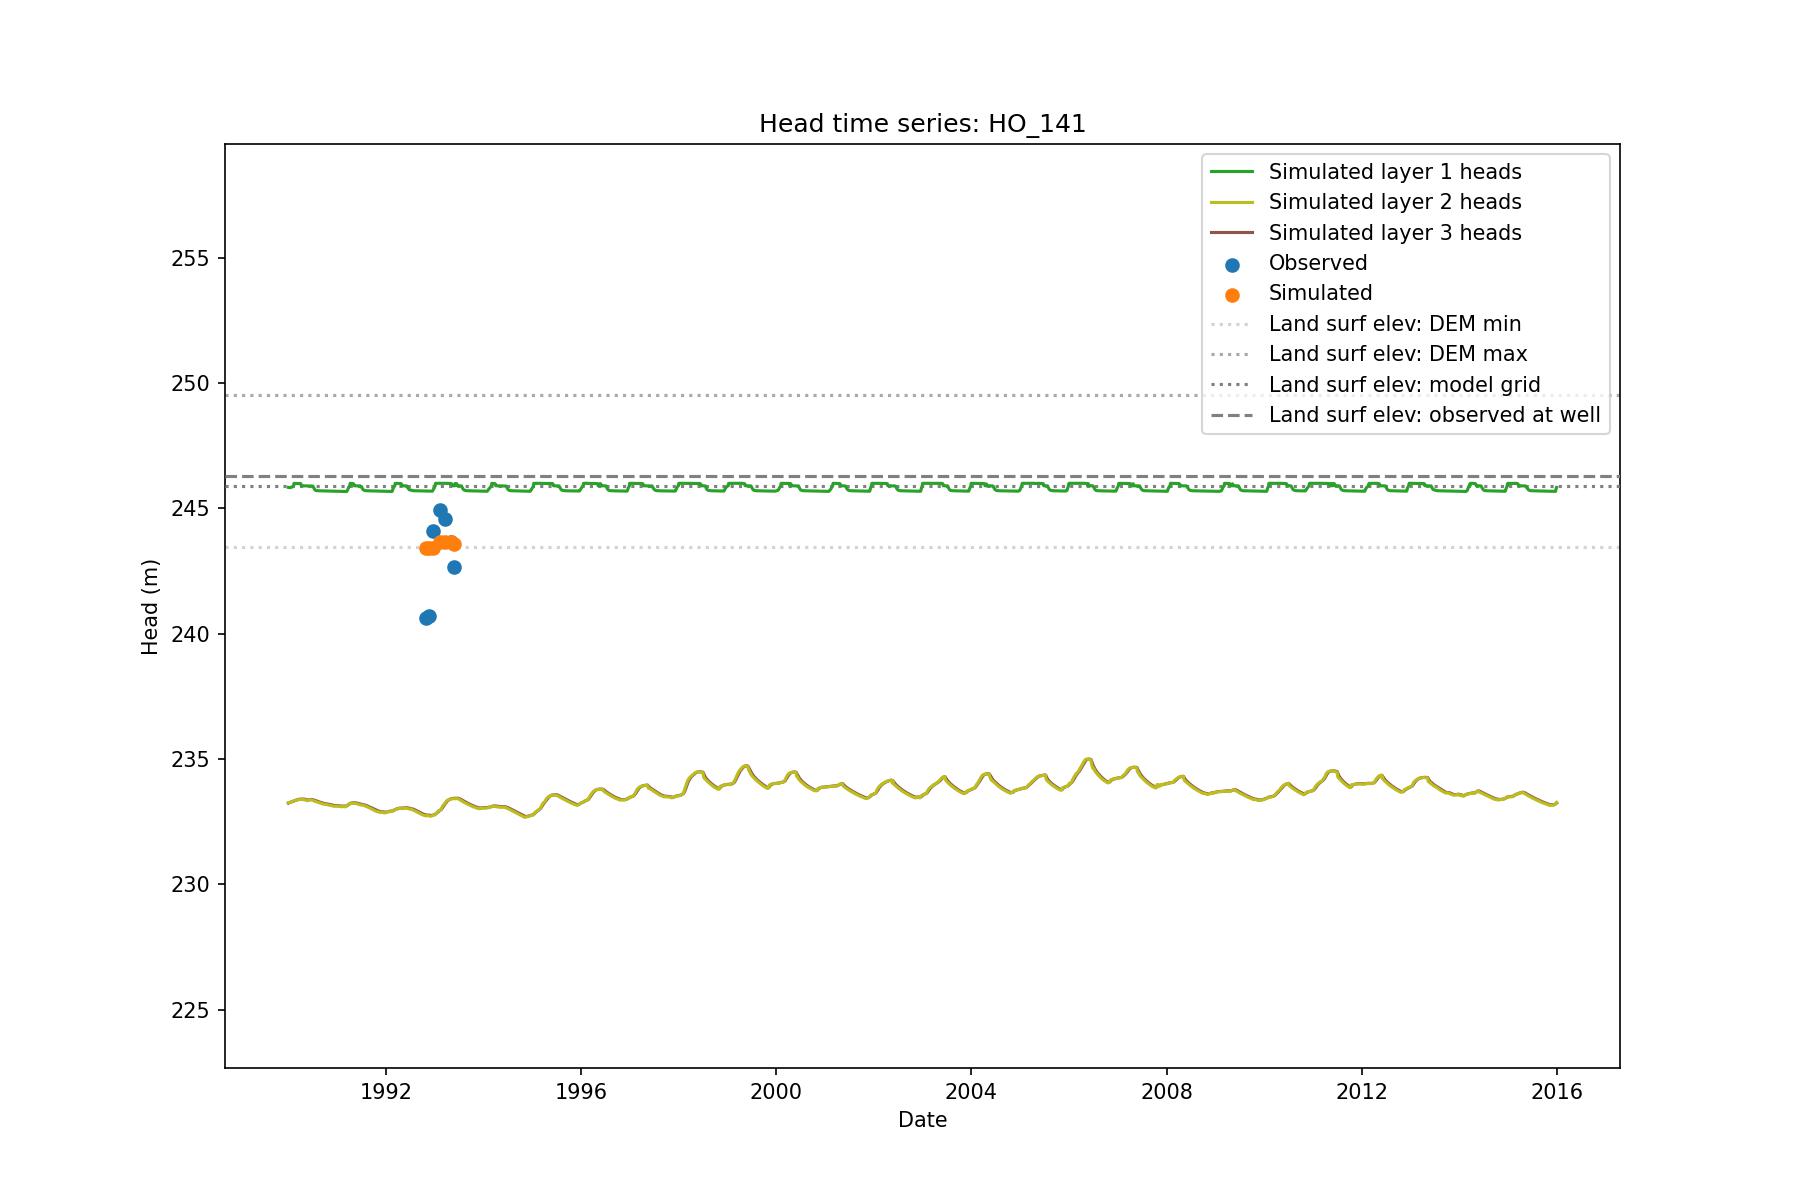 Head time series: HO_141
Simulated layer 1 heads
Simulated layer 2 heads
Simulated layer 3 heads
Observed
Simulated
Land surf elev: DEM min
Land surf elev: DEM max
Land surf elev: model grid
Land surf elev: observed at well
Head (m)
255
250
245
240
235
230
225
1992
1996
2000
2004
2008
2012
2016
Date